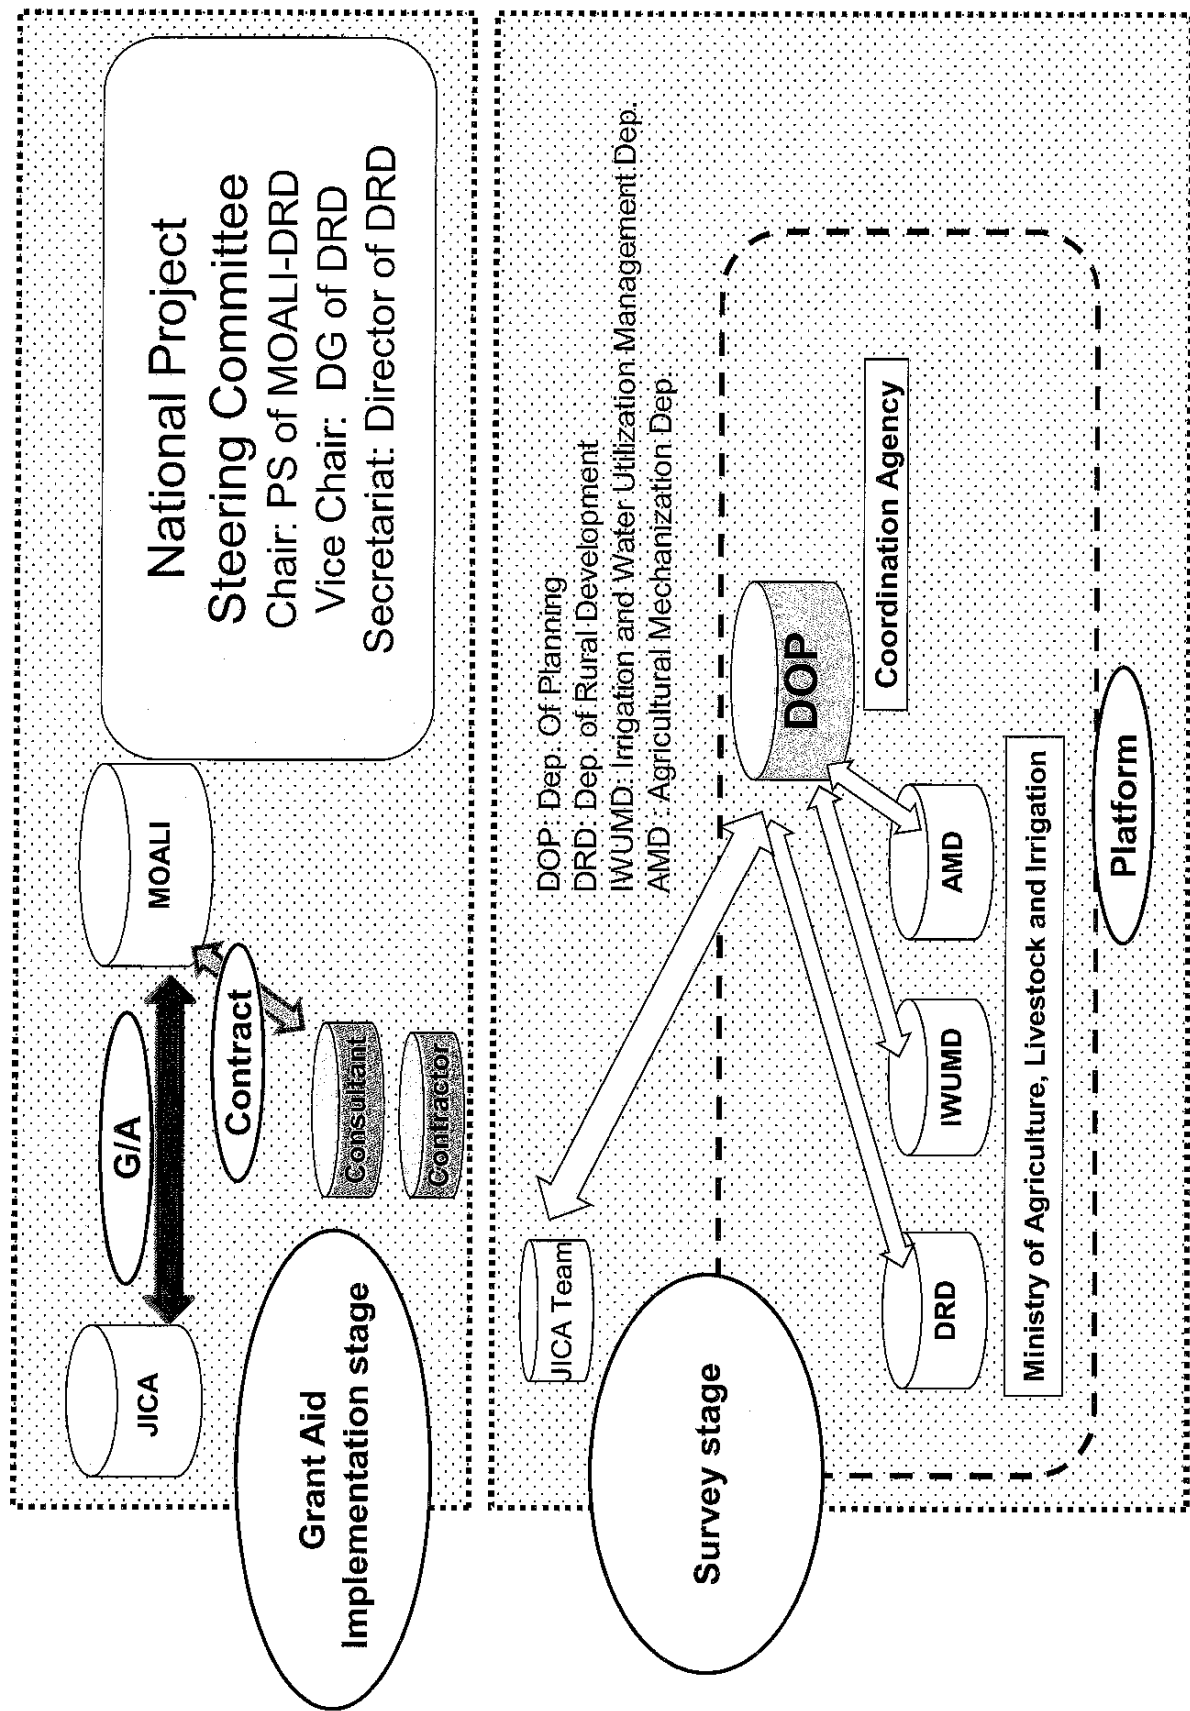 JICA
G/A
MOALI
Contract
Consultant
Contractor
Grant Aid
Implementation stage
National Project
Steering Committee
Chair: PS of MOALI-DRD
Vice Chair: DG of DRD
Secretariat: Director of DRD
JICA Team
Survey stage
DOP: Dep. Of Planning
DRD: Dep. of Rural Development
IWUMD: Irrigation and Water Utilization Management Dep.
AMD : Agricultural Mechanization Dep.
DOP
Coordination Agency
DRD
IWUMD
AMD
Ministry of Agriculture, Livestock and Irrigation
Platform